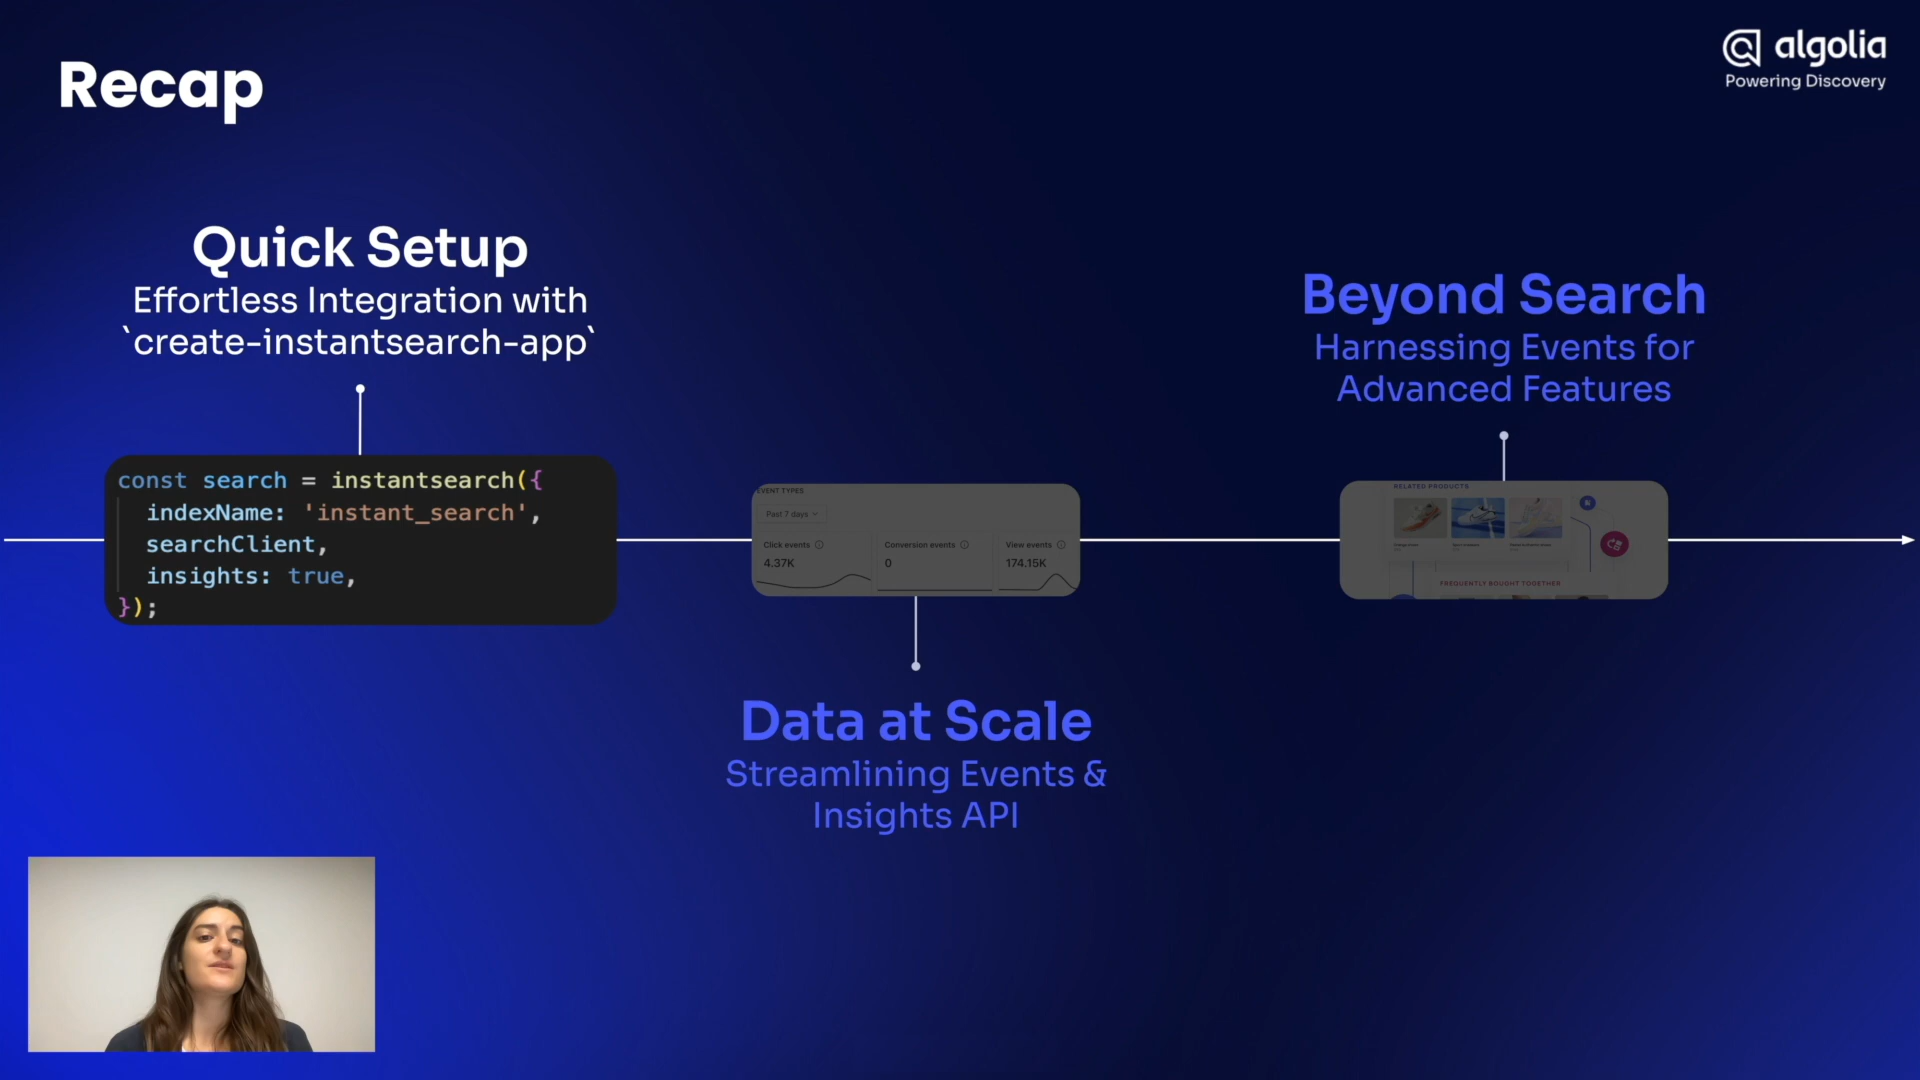 Recap
algolia
Powering Discovery
Quick Setup
Effortless Integration with
`create-instantsearch-app`
const search = instantsearch({
indexName: 'instant_search',
searchClient,
insights: true,
});
EVENT TYPES
Past 7 days
Click events
4.37K
Conversion events
0
View events
174.15K
Data at Scale
Streamlining Events &
Insights API
Beyond Search
Harnessing Events for
Advanced Features
RELATED PRODUCTS
FREQUENTLY BOUGHT TOGETHER